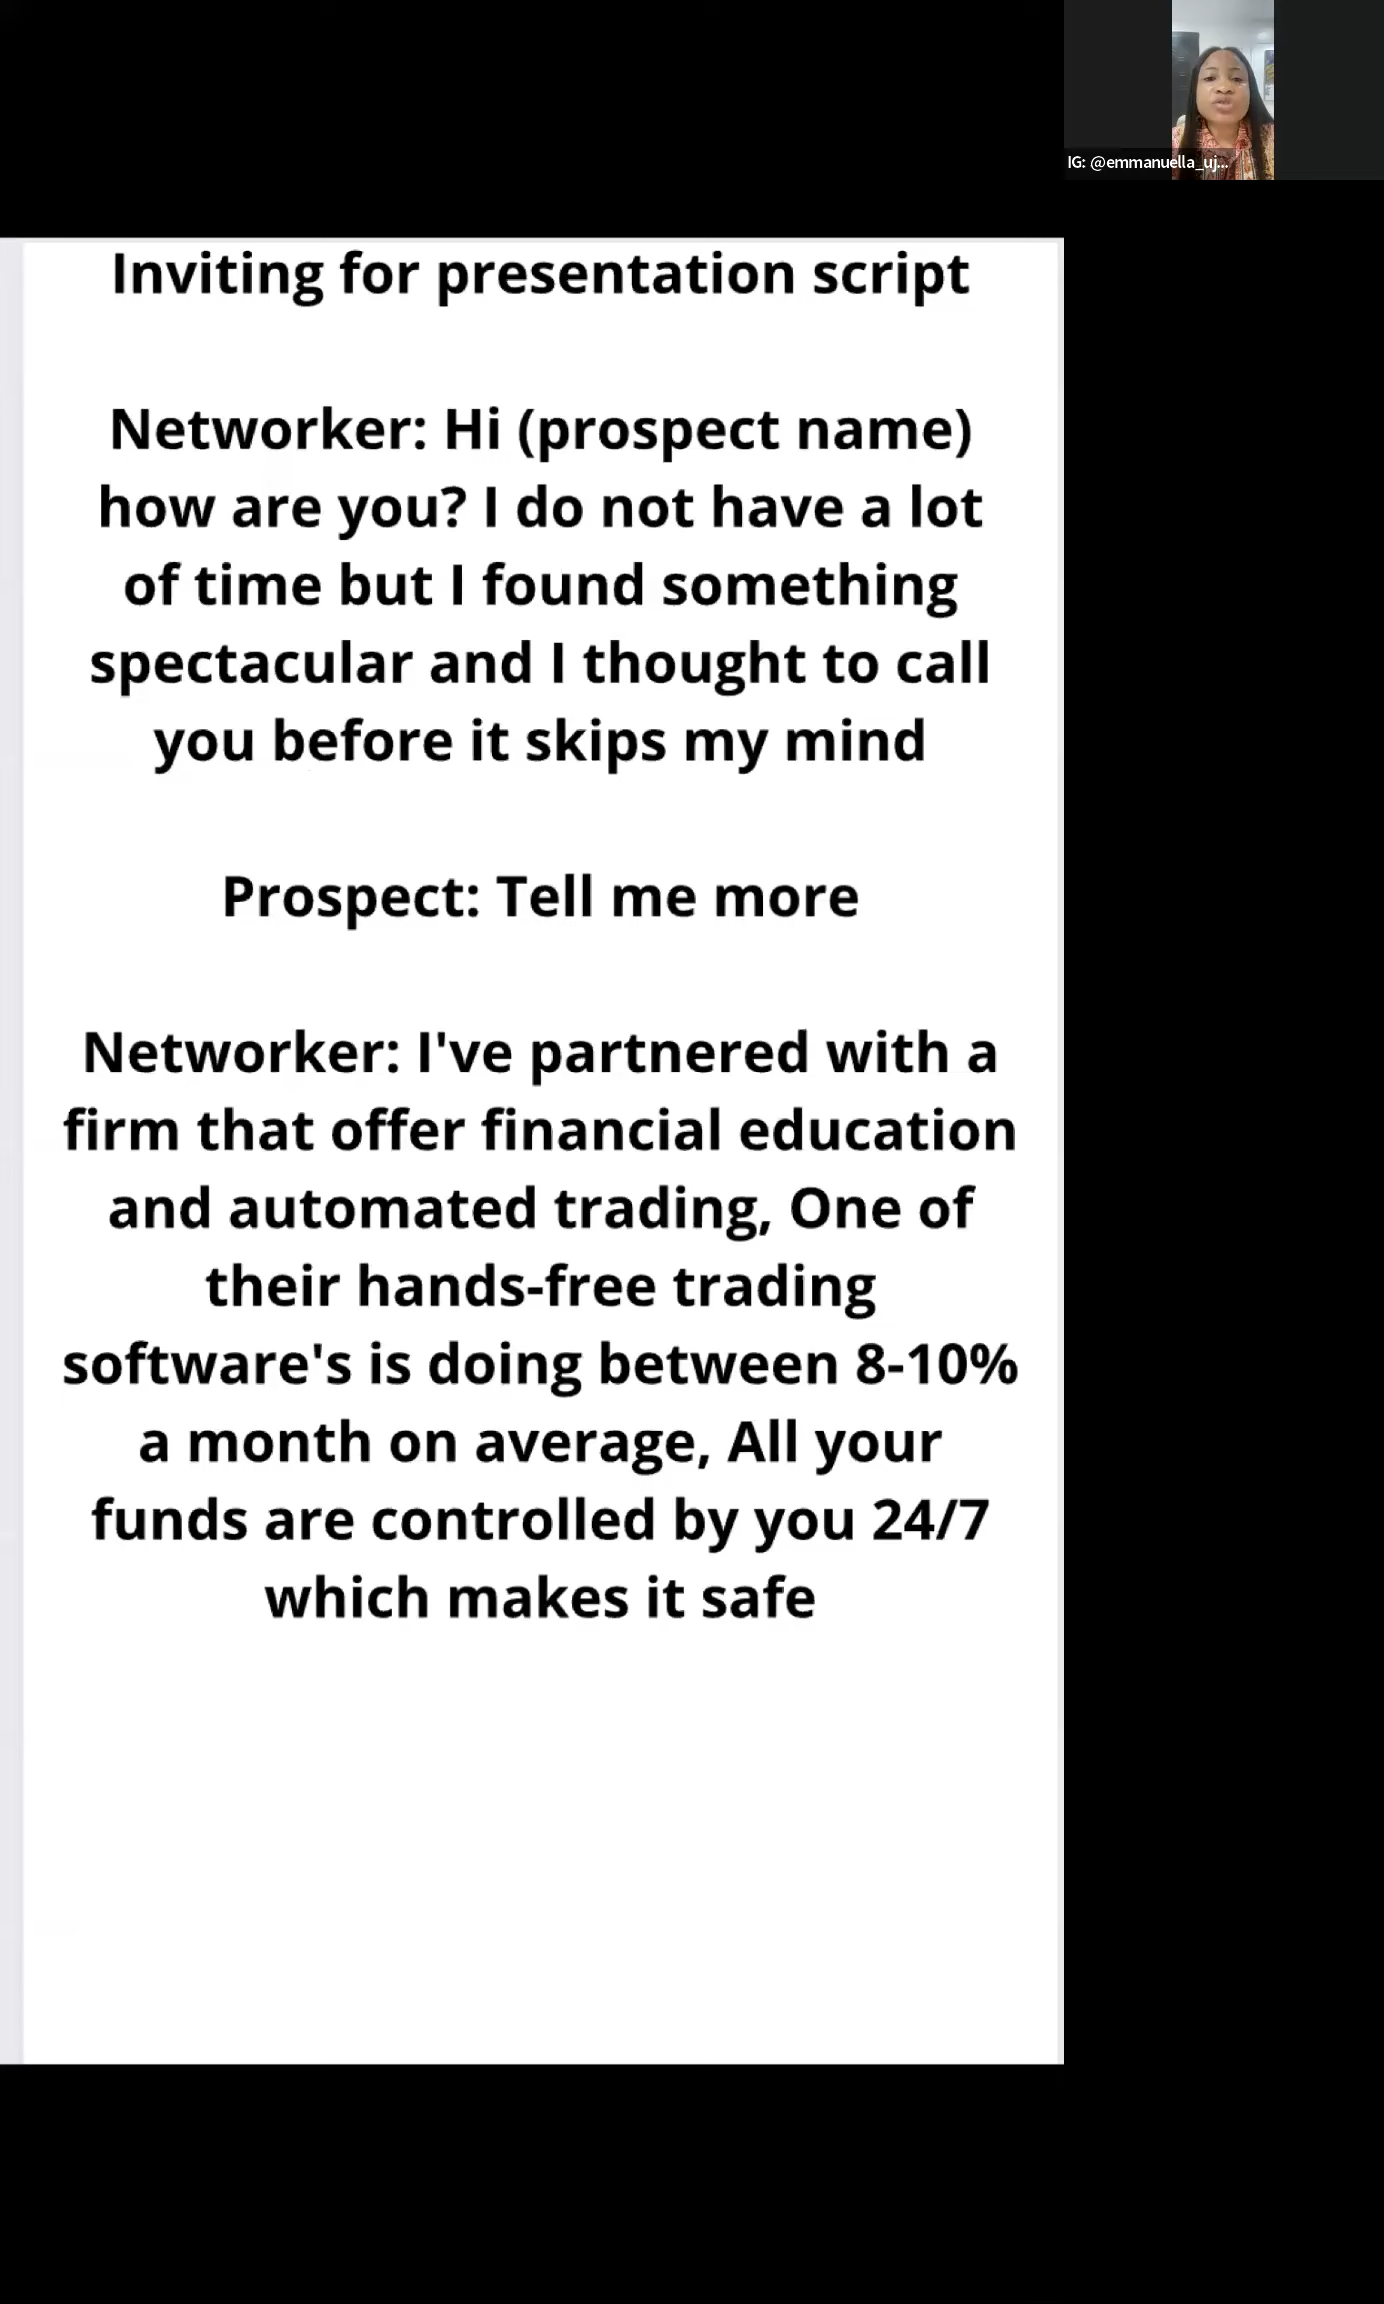 IG: @emmanuella_uj...
Inviting for presentation script
Networker: Hi (prospect name)
how are you? I do not have a lot
of time but I found something
spectacular and I thought to call
you before it skips my mind
Prospect: Tell me more
Networker: I've partnered with a
firm that offer financial education
and automated trading, One of
their hands-free trading
software's is doing between 8-10%
a month on average, All your
funds are controlled by you 24/7
which makes it safe